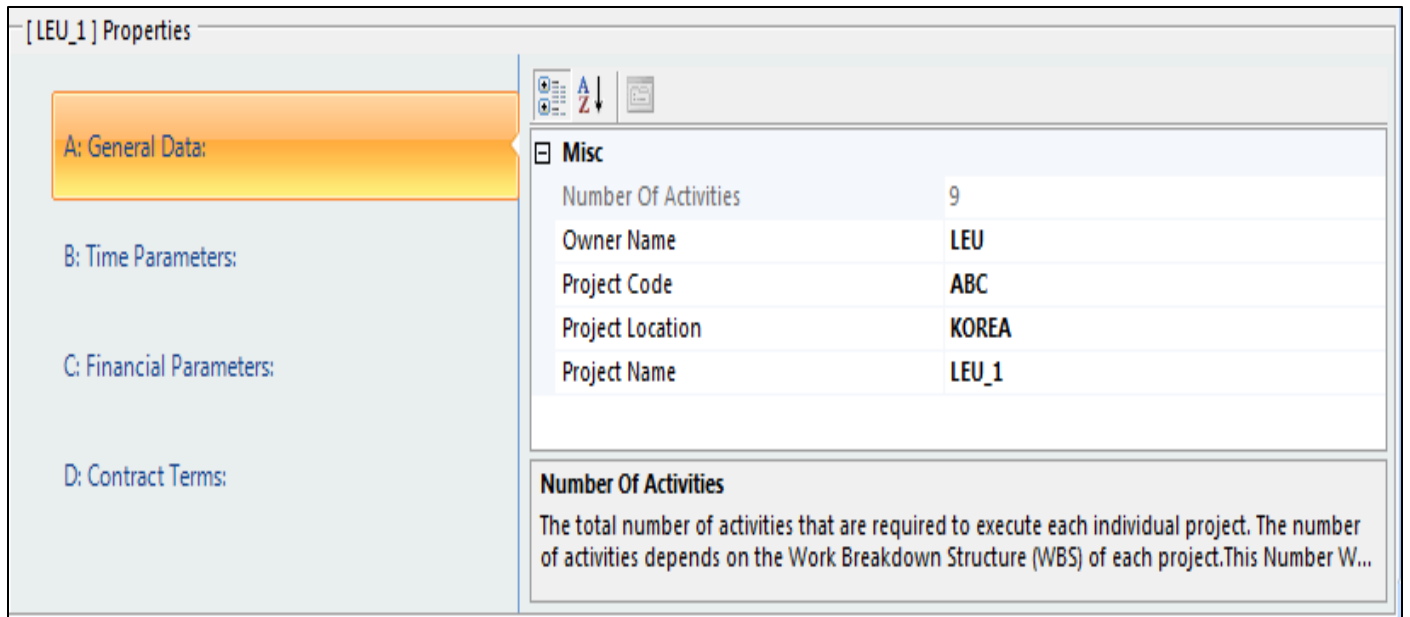 [ LEU_1 ] Properties
A: General Data:
B: Time Parameters:
C: Financial Parameters:
D: Contract Terms:
A
Z
Misc
Number Of Activities 9
Owner Name LEU
Project Code ABC
Project Location KOREA
Project Name LEU_1
Number Of Activities
The total number of activities that are required to execute each individual project. The number
of activities depends on the Work Breakdown Structure (WBS) of each project.This Number W...